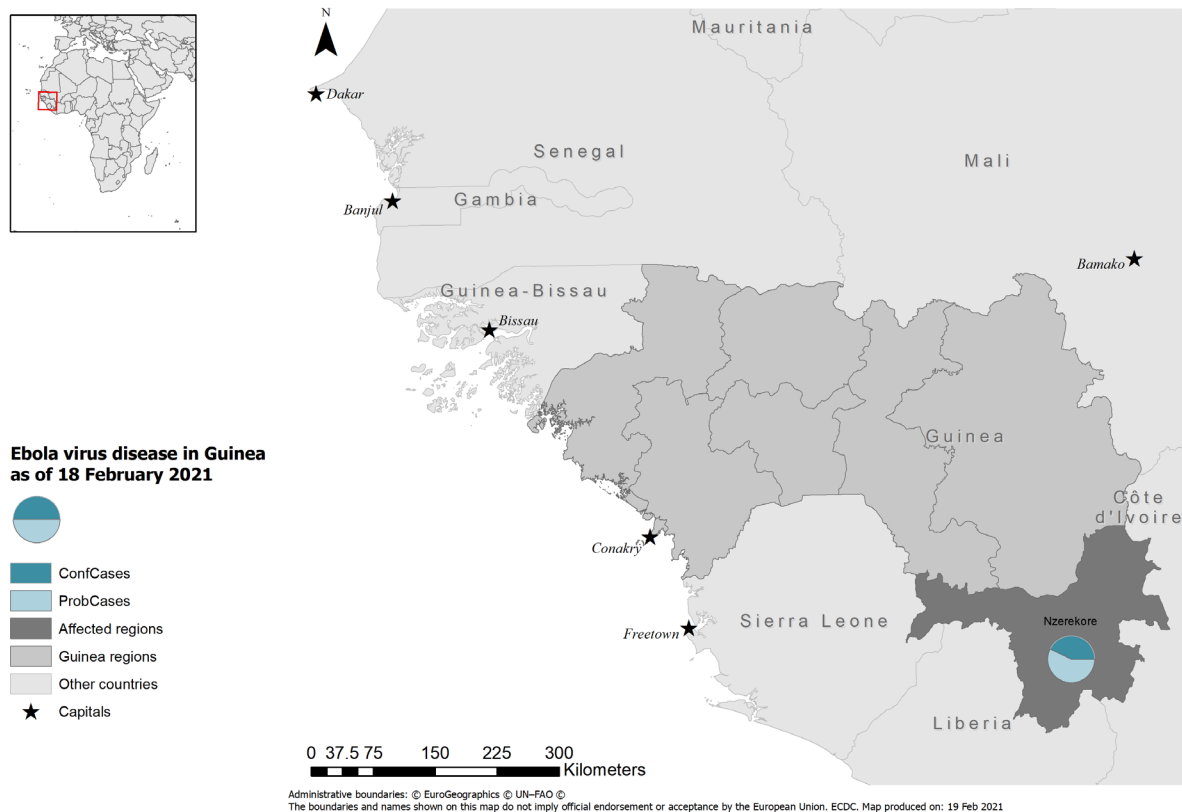 N
Mauritania
Dakar
Senegal
Mali
Gambia
Banjul
Bamako
Guinea-Bissau
Bissau
Guinea
Ebola virus disease in Guinea
as of 18 February 2021
Côte
d'Ivoire
Conakry
ConfCases
ProbCases
Affected regions
Guinea regions
Other countries
Capitals
Freetown
Sierra Leone
Nzerekore
Liberia
0 37.5 75 150 225 300
Kilometers
Administrative boundaries: © EuroGeographics © UN–FAO ©
The boundaries and names shown on this map do not imply official endorsement or acceptance by the European Union. ECDC. Map produced on: 19 Feb 2021